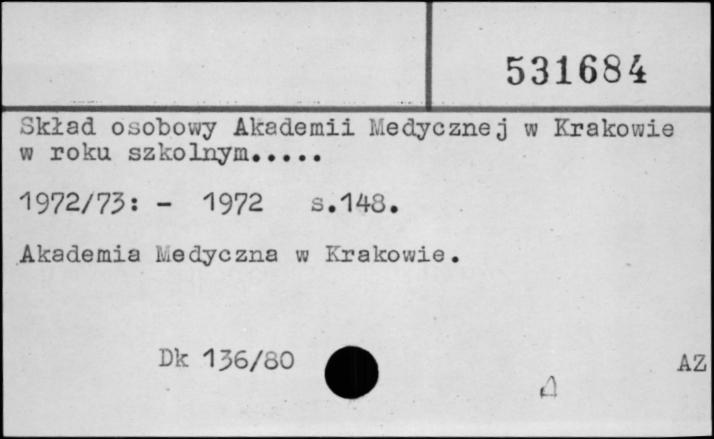 531684
Skład osobowy Akademii Medycznej w Krakowie
w roku szkolnym.....
1972/73: - 1972 s.148.
Akademia Medyczna w Krakowie.
Dk 136/80
AZ